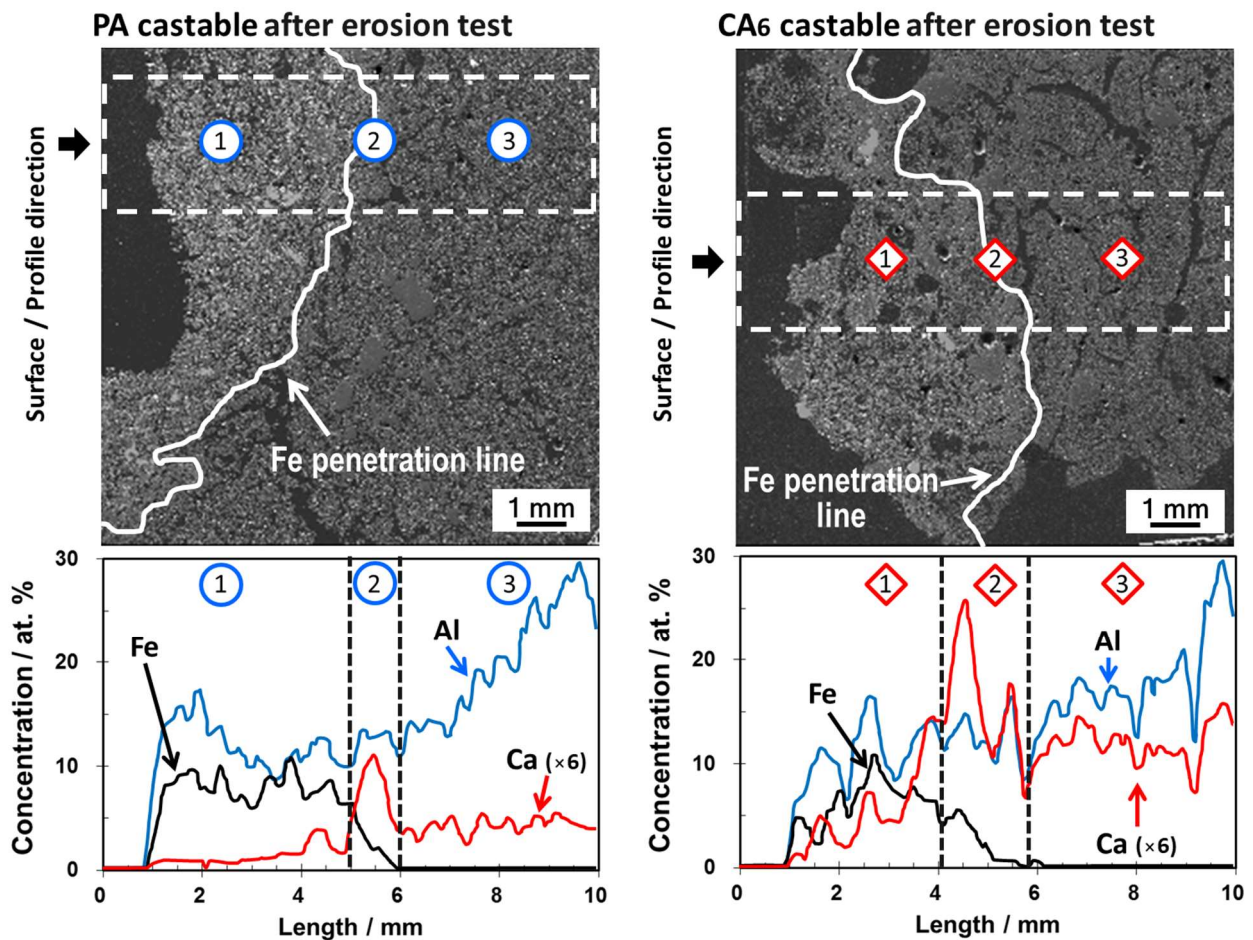 PA castable after erosion test
Surface / Profile direction
1
2
3
Fe penetration line
1 mm
Concentration / at. %
30
20
10
0
1
2
3
Fe
Al
Ca (×6)
0
2
4
6
8
10
Length / mm
CA6 castable after erosion test
Surface / Profile direction
1
2
3
Fe penetration
line
1 mm
Concentration / at. %
30
20
10
0
1
2
3
Fe
Al
Ca (×6)
0
2
4
6
8
10
Length / mm